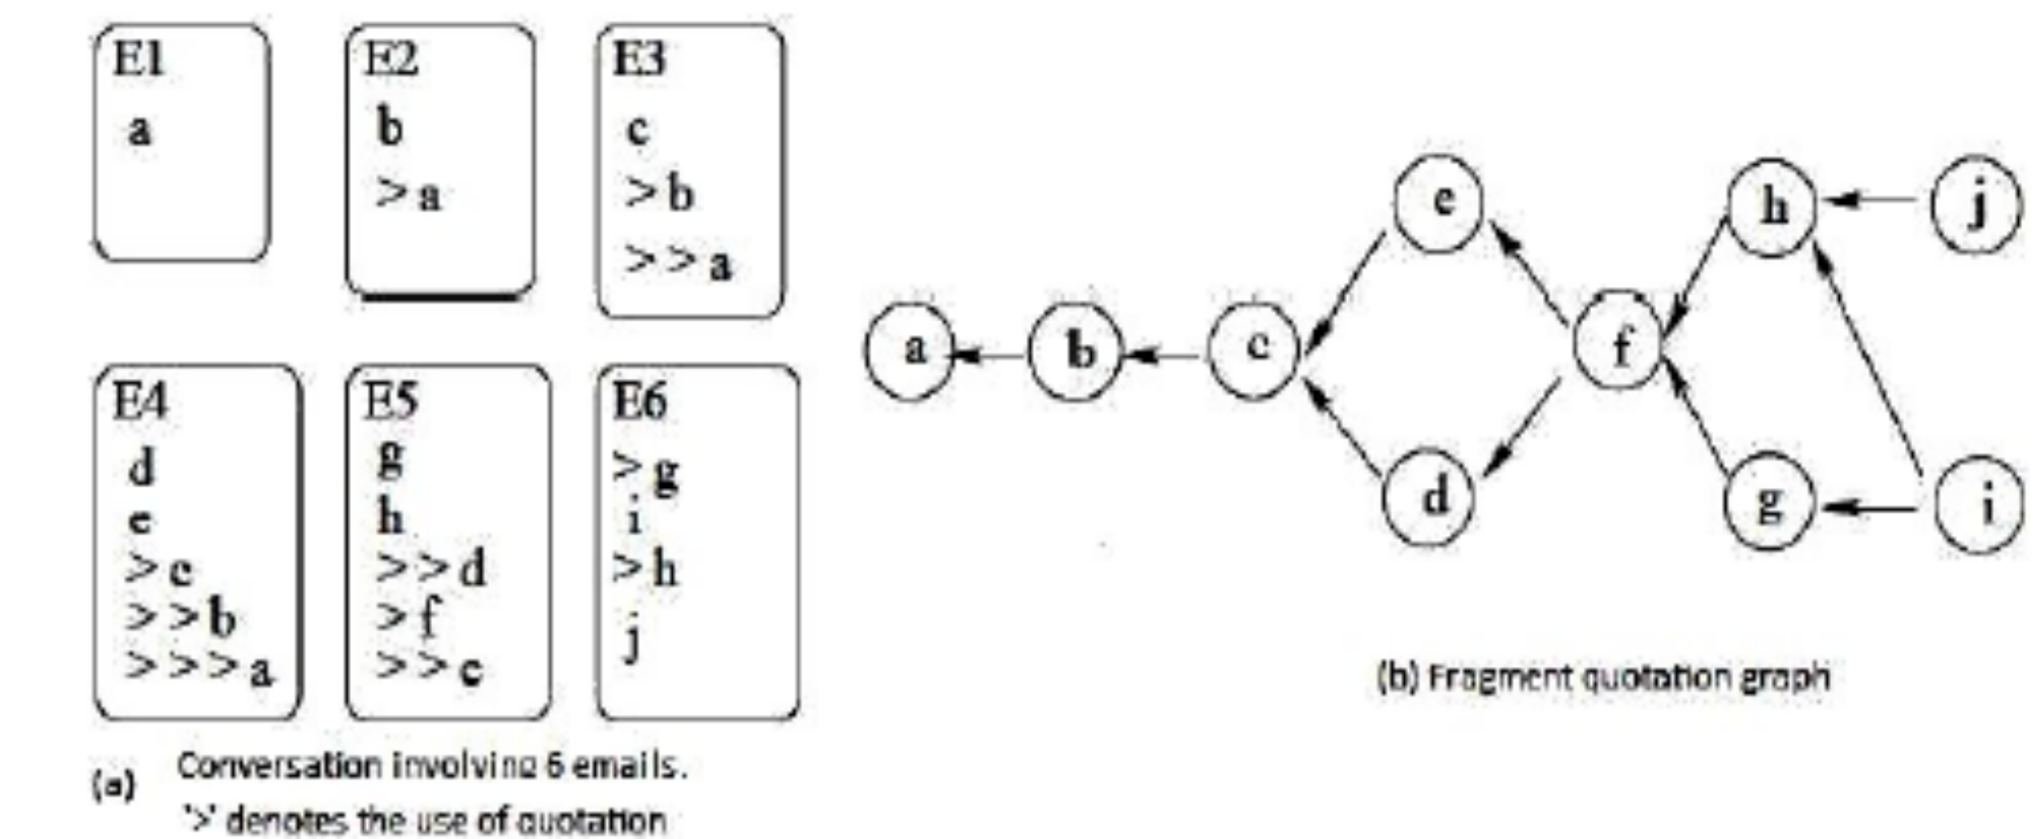 E1
a
E2
b
>a
E3
c
>b
>>a
E4
d
e
>c
>>b
>>>a
E5
g
h
>>d
>f
>>e
E6
>g
i
>h
j
(a) Conversation involving 6 emails.
'>' denotes the use of quotation
e
h
j
a
b
c
f
d
g
i
(b) Fragment quotation graph